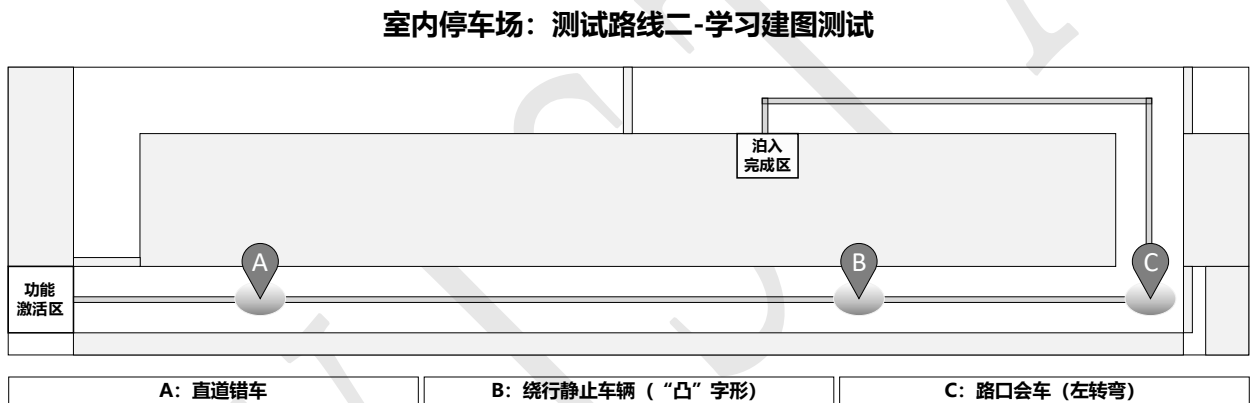 室内停车场：测试路线二-学习建图测试
泊入
完成区
A
B
C
功能
激活区
A：直道错车
B：绕行静止车辆（“凸”字形）
C：路口会车（左转弯）